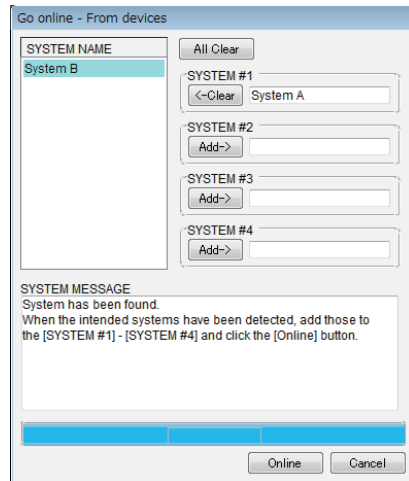 Go online - From devices
SYSTEM NAME
All Clear
System B
SYSTEM #1
<-Clear System A
SYSTEM #2
Add->
SYSTEM #3
Add->
SYSTEM #4
Add->
SYSTEM MESSAGE
System has been found.
When the intended systems have been detected, add those to
the [SYSTEM #1] - [SYSTEM #4] and click the [Online] button.
Online Cancel